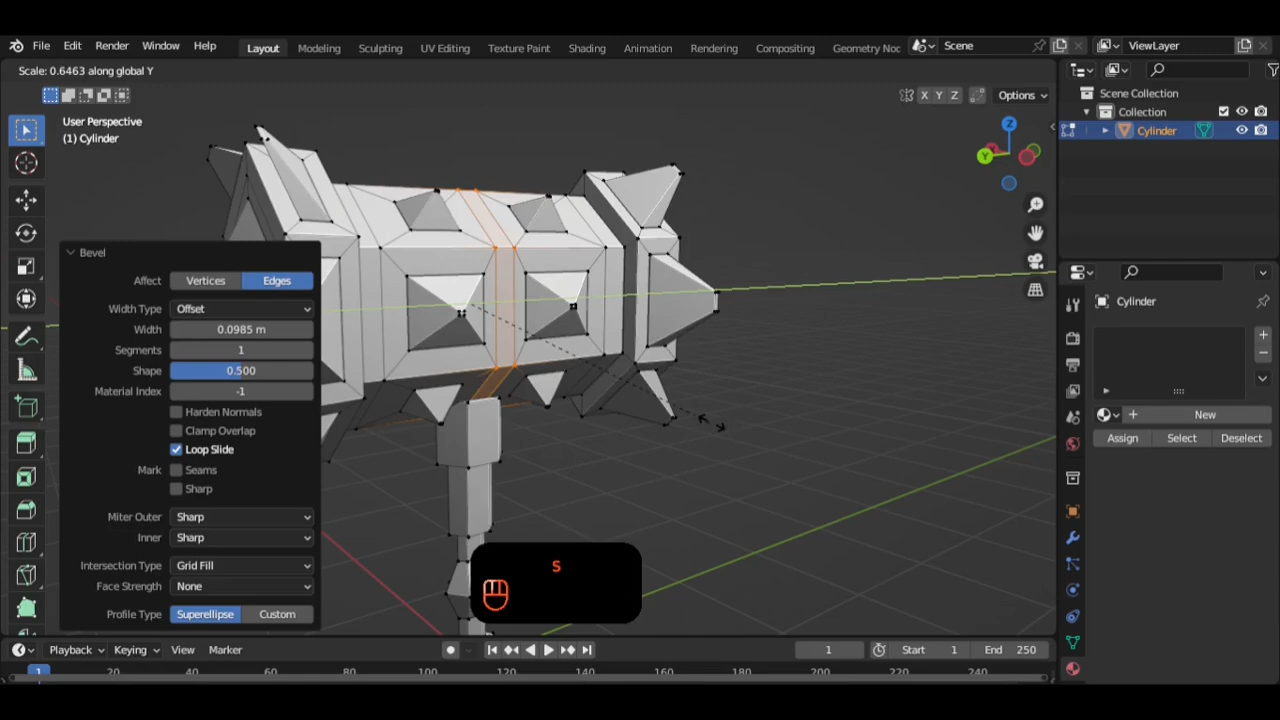 File Edit Render Window Help Layout Modeling Sculpting UV Editing Texture Paint Shading Animation Rendering Compositing Geometry Noc Scene ViewLayer
Scale: 0.6463 along global Y
X Y Z Options
User Perspective
(1) Cylinder
Z
Y
Scene Collection
Collection
Cylinder
Bevel
Affect Vertices Edges
Width Type Offset
Width 0.0985 m
Segments 1
Shape 0.500
Material Index -1
Harden Normals
Clamp Overlap
Loop Slide
Mark Seams
Sharp
Miter Outer Sharp
Inner Sharp
Intersection Type Grid Fill
Face Strength None
Profile Type Superellipse Custom
S
Cylinder
New
Assign Select Deselect
Playback Keying View Marker 1 Start 1 End 250
1 20 40 60 80 100 120 140 160 180 200 220 240